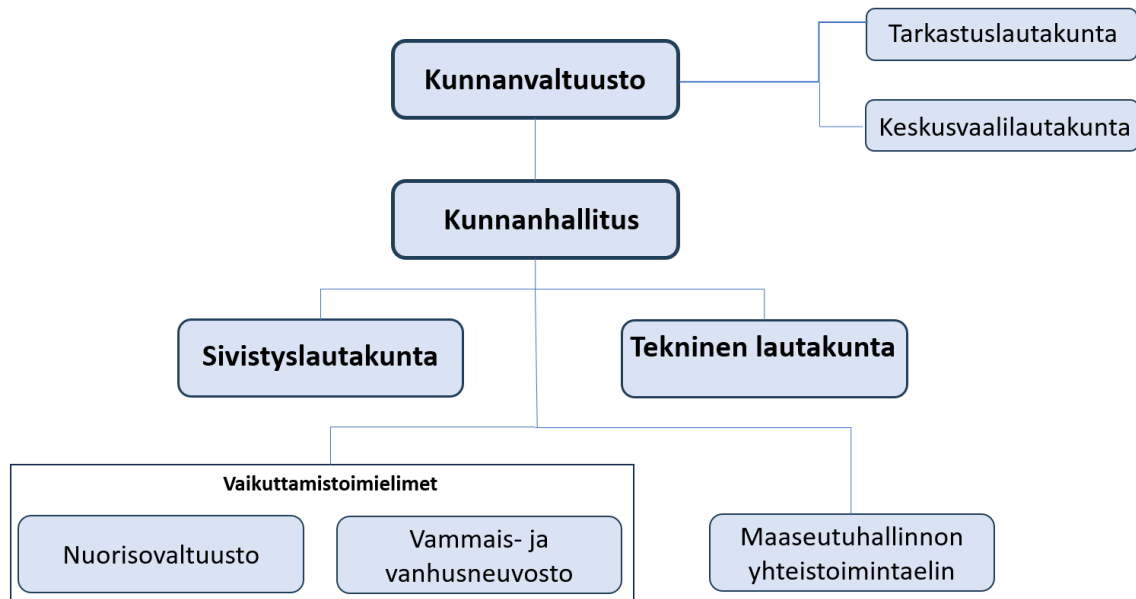 Tarkastuslautakunta
Kunnanvaltuusto
Keskusvaalilautakunta
Kunnanhallitus
Sivistyslautakunta
Tekninen lautakunta
Vaikuttamistoimielimet
Nuorisovaltuusto
Vammais- ja
vanhusneuvosto
Maaseutuhallinnon
yhteistoimintaelin